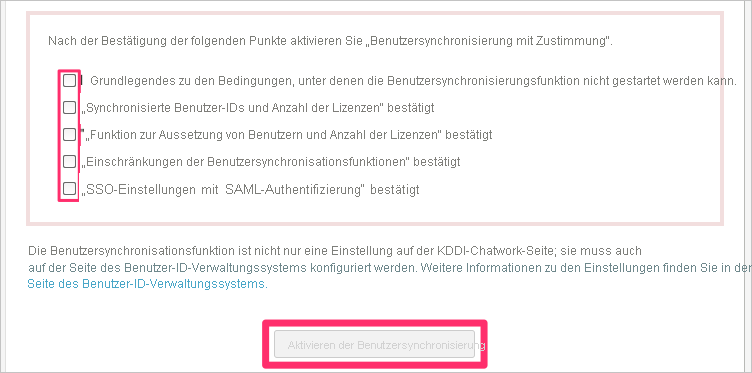 Nach der Bestätigung der folgenden Punkte aktivieren Sie „Benutzersynchronisierung mit Zustimmung“.
Grundlegendes zu den Bedingungen, unter denen die Benutzersynchronisierungsfunktion nicht gestartet werden kann.
„Synchronisierte Benutzer-IDs und Anzahl der Lizenzen“ bestätigt
„Funktion zur Aussetzung von Benutzern und Anzahl der Lizenzen“ bestätigt
„Einschränkungen der Benutzersynchronisationsfunktionen“ bestätigt
„SSO-Einstellungen mit SAML-Authentifizierung“ bestätigt
Die Benutzersynchronisationsfunktion ist nicht nur eine Einstellung auf der KDDI-Chatwork-Seite; sie muss auch
auf der Seite des Benutzer-ID-Verwaltungssystems konfiguriert werden. Weitere Informationen zu den Einstellungen finden Sie in der
Seite des Benutzer-ID-Verwaltungssystems.
Aktivieren der Benutzersynchronisierung